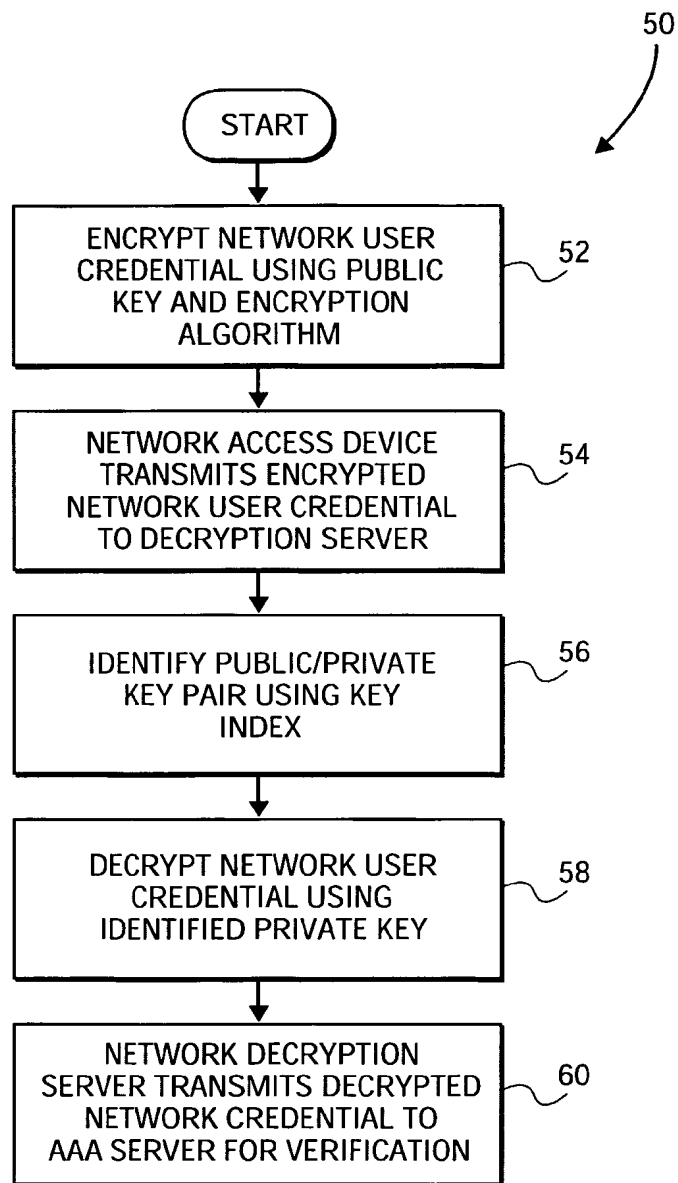 50
START
ENCRYPT NETWORK USER
CREDENTIAL USING PUBLIC
KEY AND ENCRYPTION
ALGORITHM
52
NETWORK ACCESS DEVICE
TRANSMITS ENCRYPTED
NETWORK USER CREDENTIAL
TO DECRYPTION SERVER
54
IDENTIFY PUBLIC/PRIVATE
KEY PAIR USING KEY
INDEX
56
DECRYPT NETWORK USER
CREDENTIAL USING
IDENTIFIED PRIVATE KEY
58
NETWORK DECRYPTION
SERVER TRANSMITS DECRYPTED
NETWORK CREDENTIAL TO
AAA SERVER FOR VERIFICATION
60